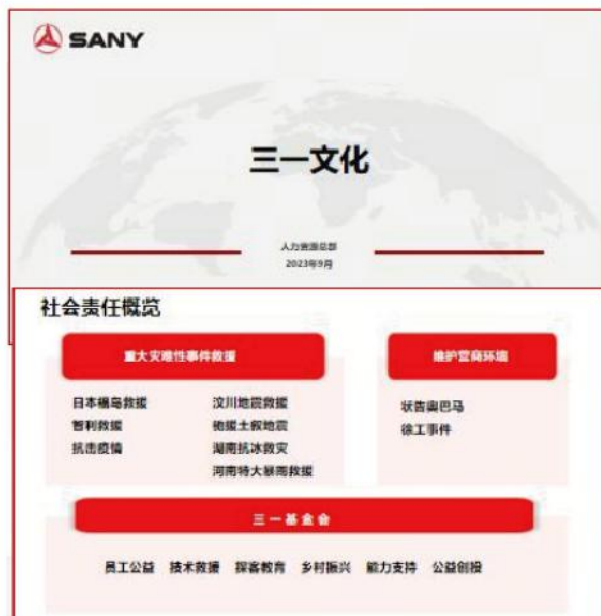 SANY
三一文化
人力资源总部
2023年9月
社会责任概览
重大灾难性事件救援
维护营商环境
日本福岛救援
汶川地震救援
状告奥巴马
智利救援
驰援土叙地震
徐工事件
抗击疫情
湖南抗冰救灾
河南特大暴雨救援
三一基金会
员工公益 技术救援 探客教育 乡村振兴 能力支持 公益创投